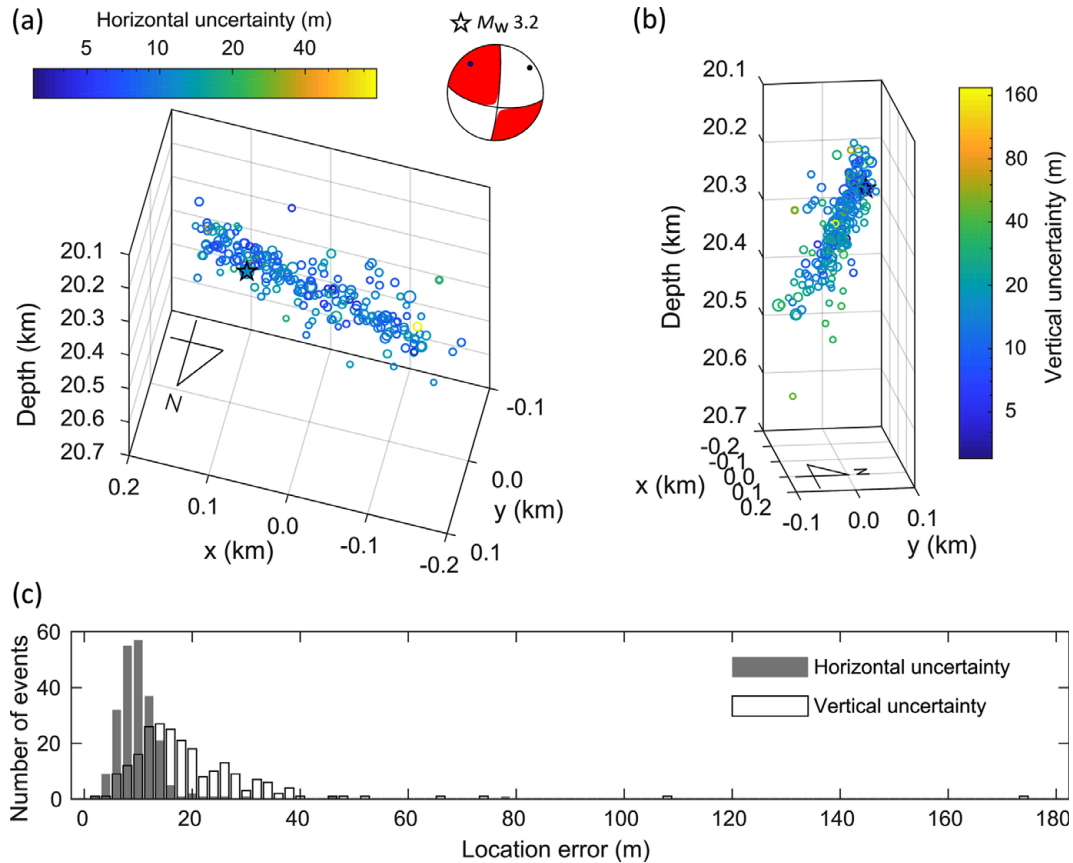 (a)
Horizontal uncertainty (m)
5 10 20 40
☆ Mw 3.2
20.1
20.2
20.3
20.4
20.5
20.6
20.7
Depth (km)
N
0.2 0.1 0.0 -0.1 -0.2
x (km)
-0.1
0.0
0.1
y (km)
(b)
20.1
20.2
20.3
20.4
20.5
20.6
20.7
Depth (km)
-0.2
-0.1
0.0
0.1
0.2
x (km)
N
-0.1 0.0 0.1
y (km)
160
80
40
20
10
5
Vertical uncertainty (m)
(c)
60
40
20
0
Number of events
Horizontal uncertainty
Vertical uncertainty
0 20 40 60 80 100 120 140 160 180
Location error (m)